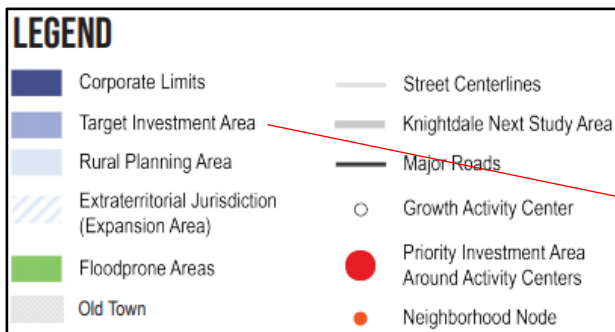 LEGEND
Corporate Limits
Target Investment Area
Rural Planning Area
Extraterritorial Jurisdiction
(Expansion Area)
Floodprone Areas
Old Town
Street Centerlines
Knightdale Next Study Area
Major Roads
Growth Activity Center
Priority Investment Area
Around Activity Centers
Neighborhood Node